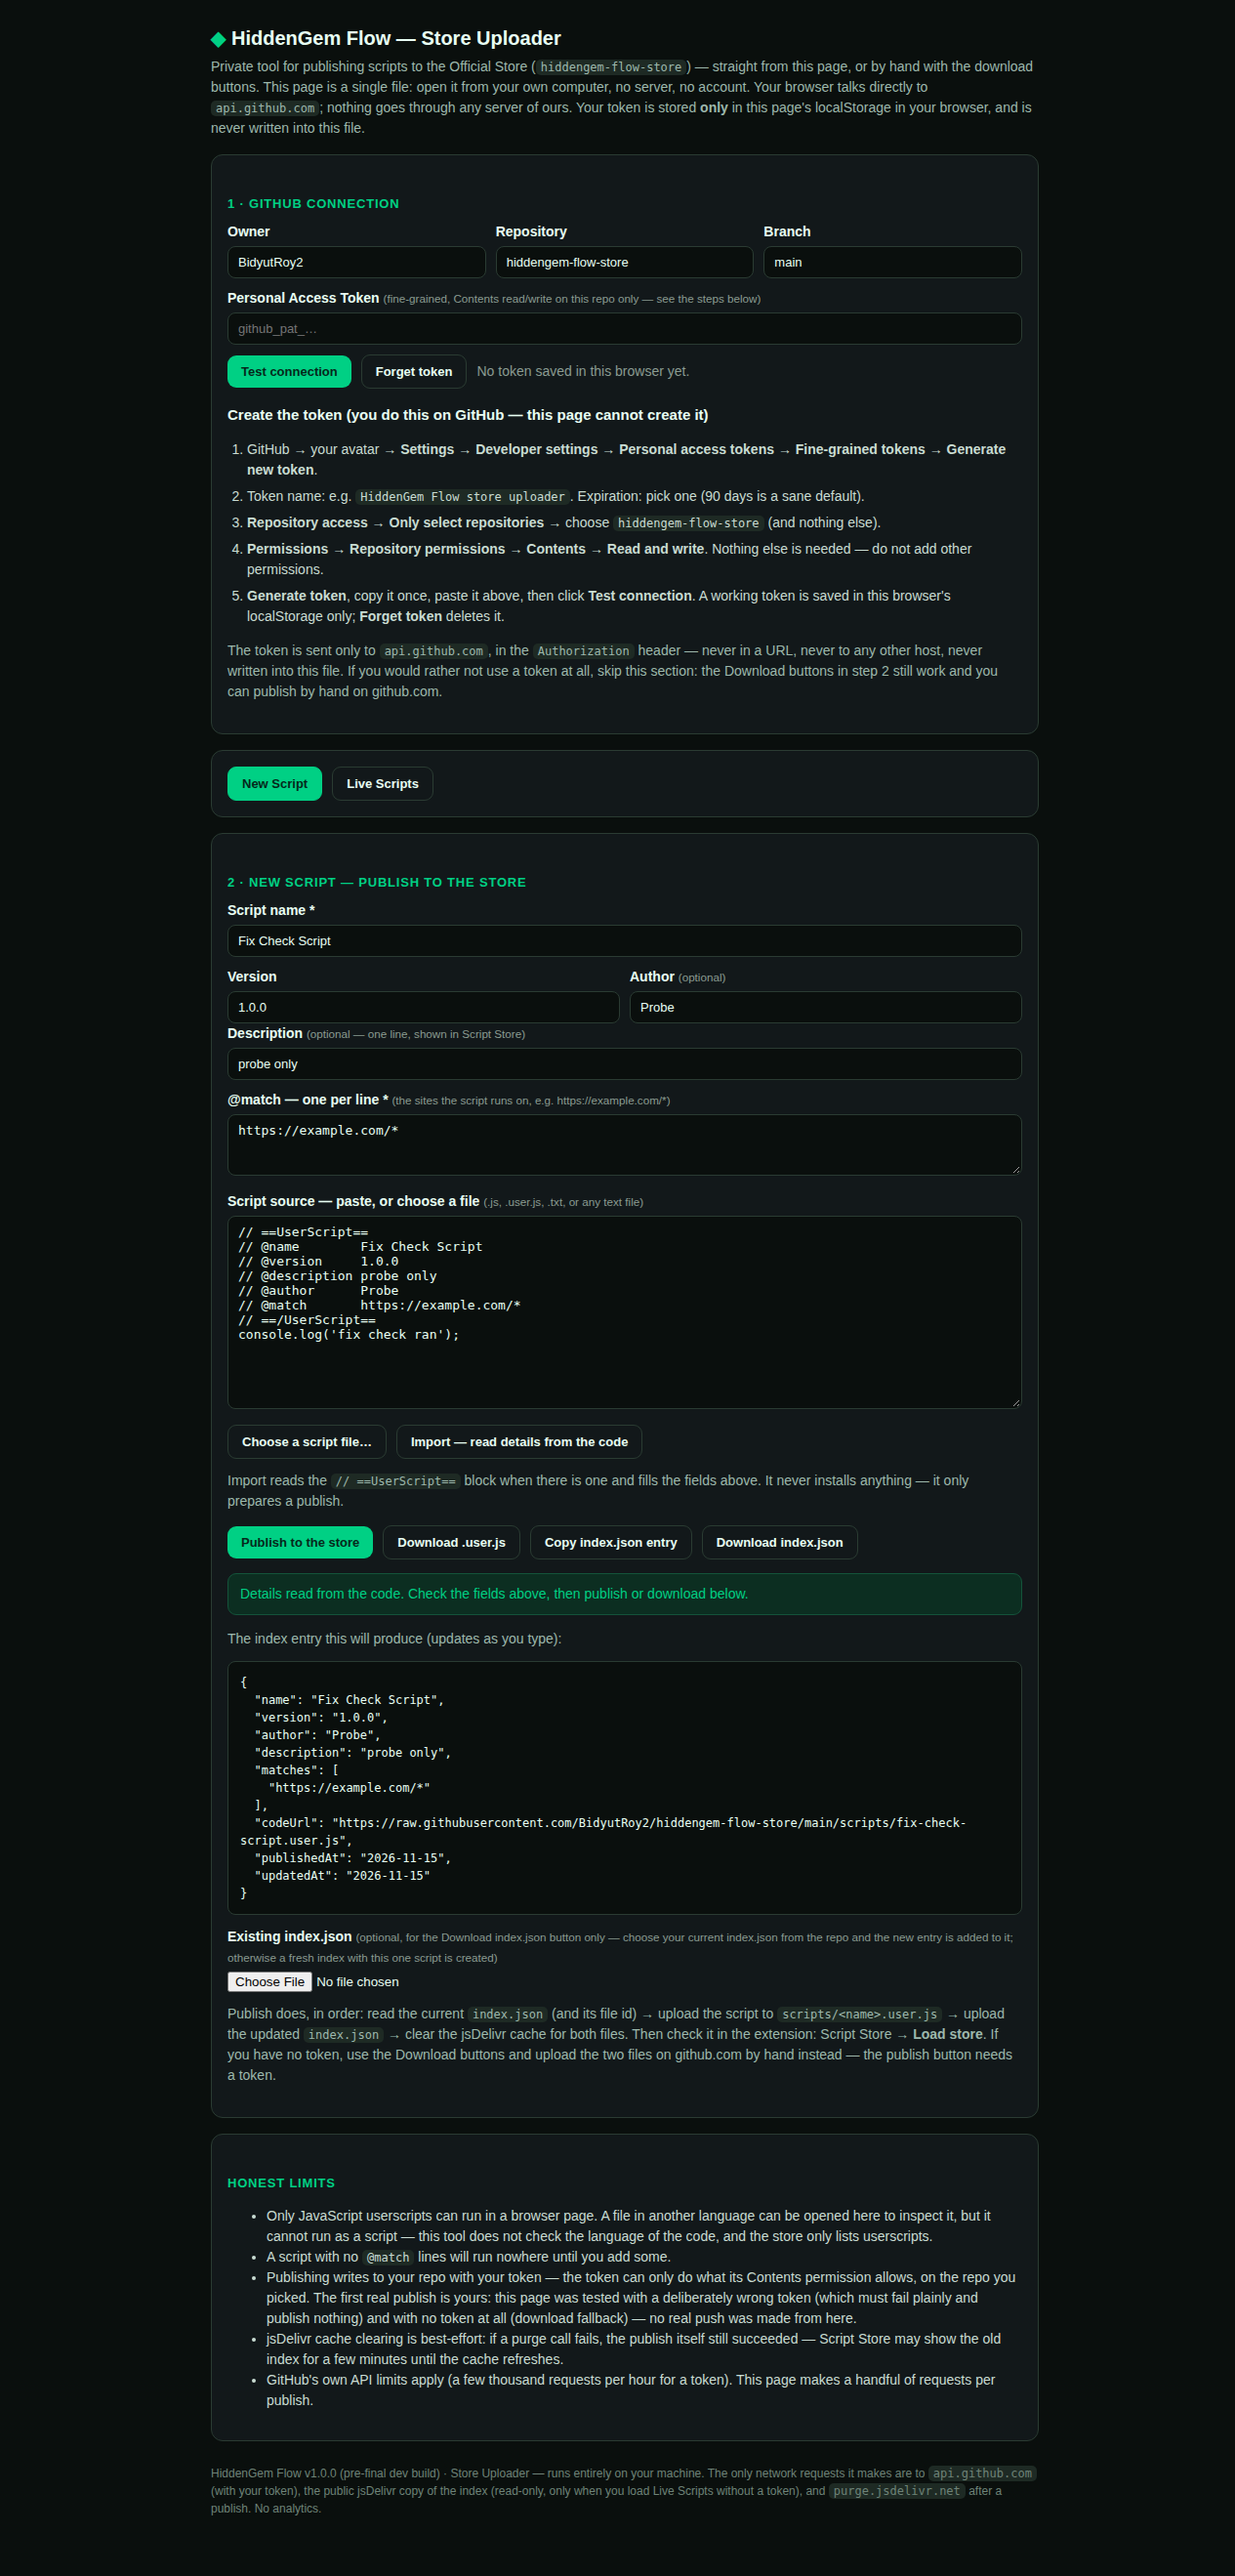 ◆ HiddenGem Flow — Store Uploader
Private tool for publishing scripts to the Official Store (hiddengem-flow-store) — straight from this page, or by hand with the download
buttons. This page is a single file: open it from your own computer, no server, no account. Your browser talks directly to
api.github.com; nothing goes through any server of ours. Your token is stored only in this page's localStorage in your browser, and is
never written into this file.
1 · GITHUB CONNECTION
Owner Repository Branch
BidyutRoy2 hiddengem-flow-store main
Personal Access Token (fine-grained, Contents read/write on this repo only — see the steps below)
github_pat_…
Test connection Forget token No token saved in this browser yet.
Create the token (you do this on GitHub — this page cannot create it)
1. GitHub → your avatar → Settings → Developer settings → Personal access tokens → Fine-grained tokens → Generate
new token.
2. Token name: e.g. HiddenGem Flow store uploader. Expiration: pick one (90 days is a sane default).
3. Repository access → Only select repositories → choose hiddengem-flow-store (and nothing else).
4. Permissions → Repository permissions → Contents → Read and write. Nothing else is needed — do not add other
permissions.
5. Generate token, copy it once, paste it above, then click Test connection. A working token is saved in this browser's
localStorage only; Forget token deletes it.
The token is sent only to api.github.com, in the Authorization header — never in a URL, never to any other host, never
written into this file. If you would rather not use a token at all, skip this section: the Download buttons in step 2 still work and you
can publish by hand on github.com.
New Script Live Scripts
2 · NEW SCRIPT — PUBLISH TO THE STORE
Script name *
Fix Check Script
Version Author (optional)
1.0.0 Probe
Description (optional — one line, shown in Script Store)
probe only
@match — one per line * (the sites the script runs on, e.g. https://example.com/*)
https://example.com/*
Script source — paste, or choose a file (.js, .user.js, .txt, or any text file)
// ==UserScript==
// @name        Fix Check Script
// @version     1.0.0
// @description probe only
// @author      Probe
// @match       https://example.com/*
// ==/UserScript==
console.log('fix check ran');
Choose a script file… Import — read details from the code
Import reads the // ==UserScript== block when there is one and fills the fields above. It never installs anything — it only
prepares a publish.
Publish to the store Download .user.js Copy index.json entry Download index.json
Details read from the code. Check the fields above, then publish or download below.
The index entry this will produce (updates as you type):
{
  "name": "Fix Check Script",
  "version": "1.0.0",
  "author": "Probe",
  "description": "probe only",
  "matches": [
    "https://example.com/*"
  ],
  "codeUrl": "https://raw.githubusercontent.com/BidyutRoy2/hiddengem-flow-store/main/scripts/fix-check-
script.user.js",
  "publishedAt": "2026-11-15",
  "updatedAt": "2026-11-15"
}
Existing index.json (optional, for the Download index.json button only — choose your current index.json from the repo and the new entry is added to it;
otherwise a fresh index with this one script is created)
Choose File No file chosen
Publish does, in order: read the current index.json (and its file id) → upload the script to scripts/<name>.user.js → upload
the updated index.json → clear the jsDelivr cache for both files. Then check it in the extension: Script Store → Load store. If
you have no token, use the Download buttons and upload the two files on github.com by hand instead — the publish button needs
a token.
HONEST LIMITS
• Only JavaScript userscripts can run in a browser page. A file in another language can be opened here to inspect it, but it
cannot run as a script — this tool does not check the language of the code, and the store only lists userscripts.
• A script with no @match lines will run nowhere until you add some.
• Publishing writes to your repo with your token — the token can only do what its Contents permission allows, on the repo you
picked. The first real publish is yours: this page was tested with a deliberately wrong token (which must fail plainly and
publish nothing) and with no token at all (download fallback) — no real push was made from here.
• jsDelivr cache clearing is best-effort: if a purge call fails, the publish itself still succeeded — Script Store may show the old
index for a few minutes until the cache refreshes.
• GitHub's own API limits apply (a few thousand requests per hour for a token). This page makes a handful of requests per
publish.
HiddenGem Flow v1.0.0 (pre-final dev build) · Store Uploader — runs entirely on your machine. The only network requests it makes are to api.github.com
(with your token), the public jsDelivr copy of the index (read-only, only when you load Live Scripts without a token), and purge.jsdelivr.net after a
publish. No analytics.